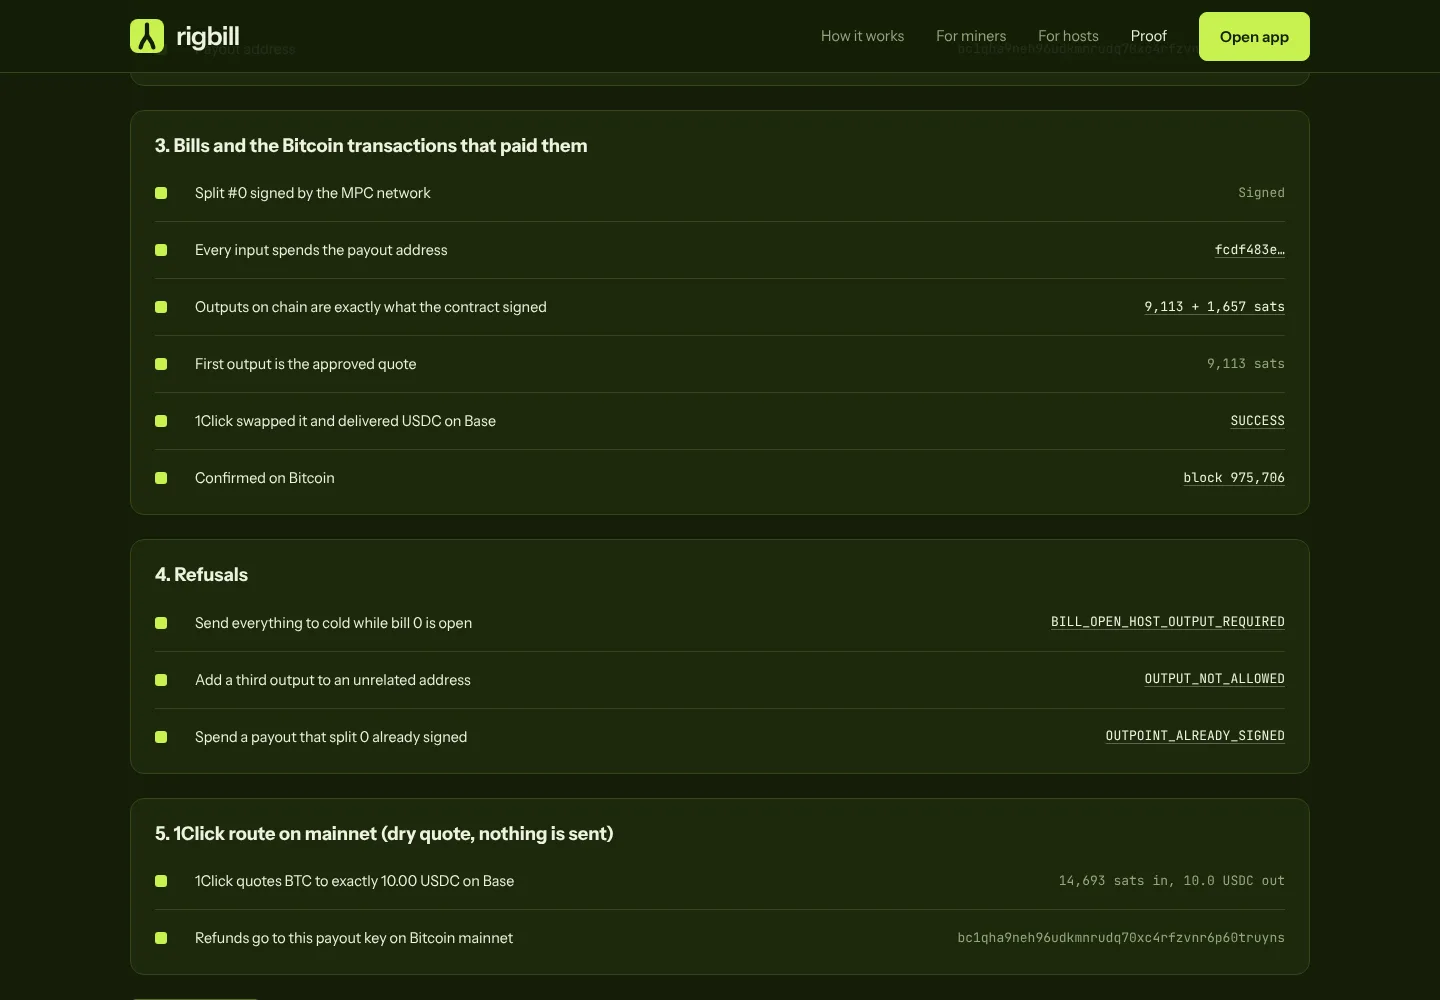 rigbill
How it works
For miners
For hosts
Proof
Open app
3. Bills and the Bitcoin transactions that paid them
Split #0 signed by the MPC network
Signed
Every input spends the payout address
fcdf483e…
Outputs on chain are exactly what the contract signed
9,113 + 1,657 sats
First output is the approved quote
9,113 sats
1Click swapped it and delivered USDC on Base
SUCCESS
Confirmed on Bitcoin
block 975,706
4. Refusals
Send everything to cold while bill 0 is open
BILL_OPEN_HOST_OUTPUT_REQUIRED
Add a third output to an unrelated address
OUTPUT_NOT_ALLOWED
Spend a payout that split 0 already signed
OUTPOINT_ALREADY_SIGNED
5. 1Click route on mainnet (dry quote, nothing is sent)
1Click quotes BTC to exactly 10.00 USDC on Base
14,693 sats in, 10.0 USDC out
Refunds go to this payout key on Bitcoin mainnet
bc1qha9neh96udkmnrudq70xc4rfzvnr6p60truyns